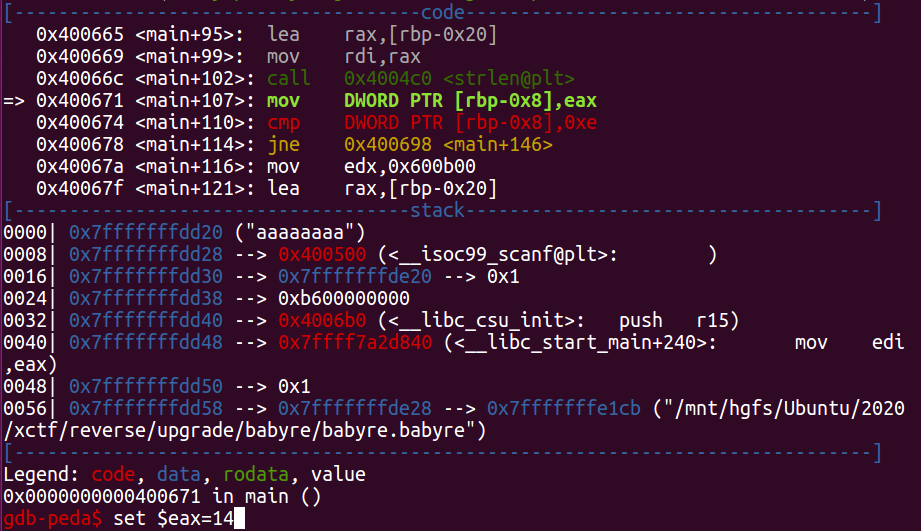 [-------------------------------------code-------------------------------------]
   0x400665 <main+95>:	lea    rax,[rbp-0x20]
   0x400669 <main+99>:	mov    rdi,rax
   0x40066c <main+102>:	call   0x4004c0 <strlen@plt>
=> 0x400671 <main+107>:	mov    DWORD PTR [rbp-0x8],eax
   0x400674 <main+110>:	cmp    DWORD PTR [rbp-0x8],0xe
   0x400678 <main+114>:	jne    0x400698 <main+146>
   0x40067a <main+116>:	mov    edx,0x600b00
   0x40067f <main+121>:	lea    rax,[rbp-0x20]
[------------------------------------stack-------------------------------------]
0000| 0x7fffffffdd20 ("aaaaaaaa")
0008| 0x7fffffffdd28 --> 0x400500 (<__isoc99_scanf@plt>:	)
0016| 0x7fffffffdd30 --> 0x7fffffffde20 --> 0x1
0024| 0x7fffffffdd38 --> 0xb600000000
0032| 0x7fffffffdd40 --> 0x4006b0 (<__libc_csu_init>:	push   r15)
0040| 0x7fffffffdd48 --> 0x7ffff7a2d840 (<__libc_start_main+240>:	mov    edi
,eax)
0048| 0x7fffffffdd50 --> 0x1
0056| 0x7fffffffdd58 --> 0x7fffffffde28 --> 0x7fffffffe1cb ("/mnt/hgfs/Ubuntu/2020
/xctf/reverse/upgrade/babyre/babyre.babyre")
[------------------------------------------------------------------------------]
Legend: code, data, rodata, value
0x0000000000400671 in main ()
gdb-peda$ set $eax=14